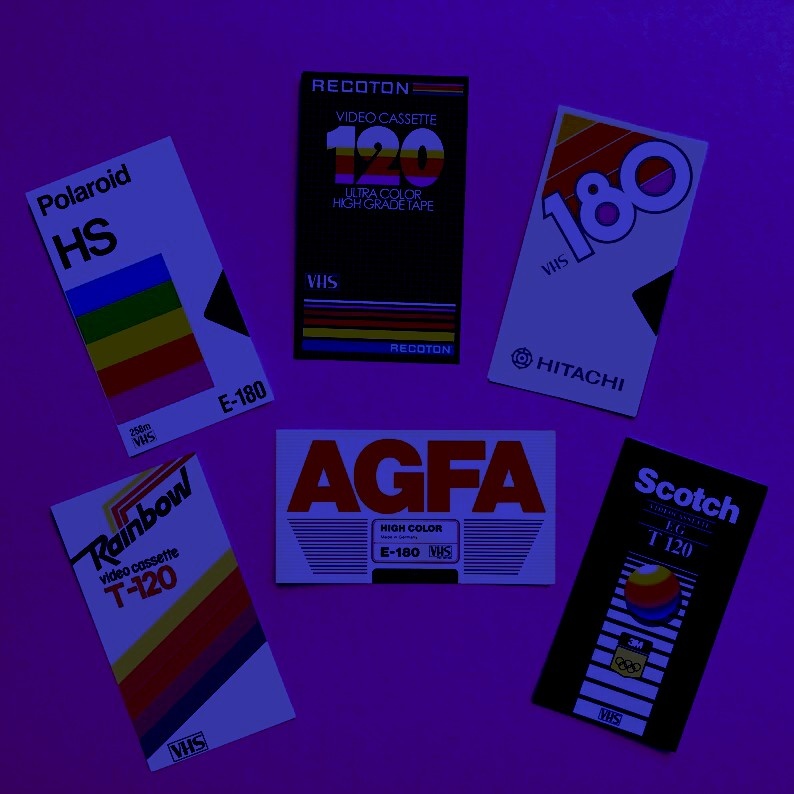 Polaroid
HS
E-180
258m
VHS
RECOTON
VIDEO CASSETTE
120
ULTRA COLOR
HIGH GRADE TAPE
VHS
RECOTON
180
VHS
HITACHI
Rainbow
video cassette
T-120
VHS
AGFA
HIGH COLOR
Made in Germany
E-180 VHS
Scotch
VIDEOCASSETTE
EG
T 120
3M
VHS